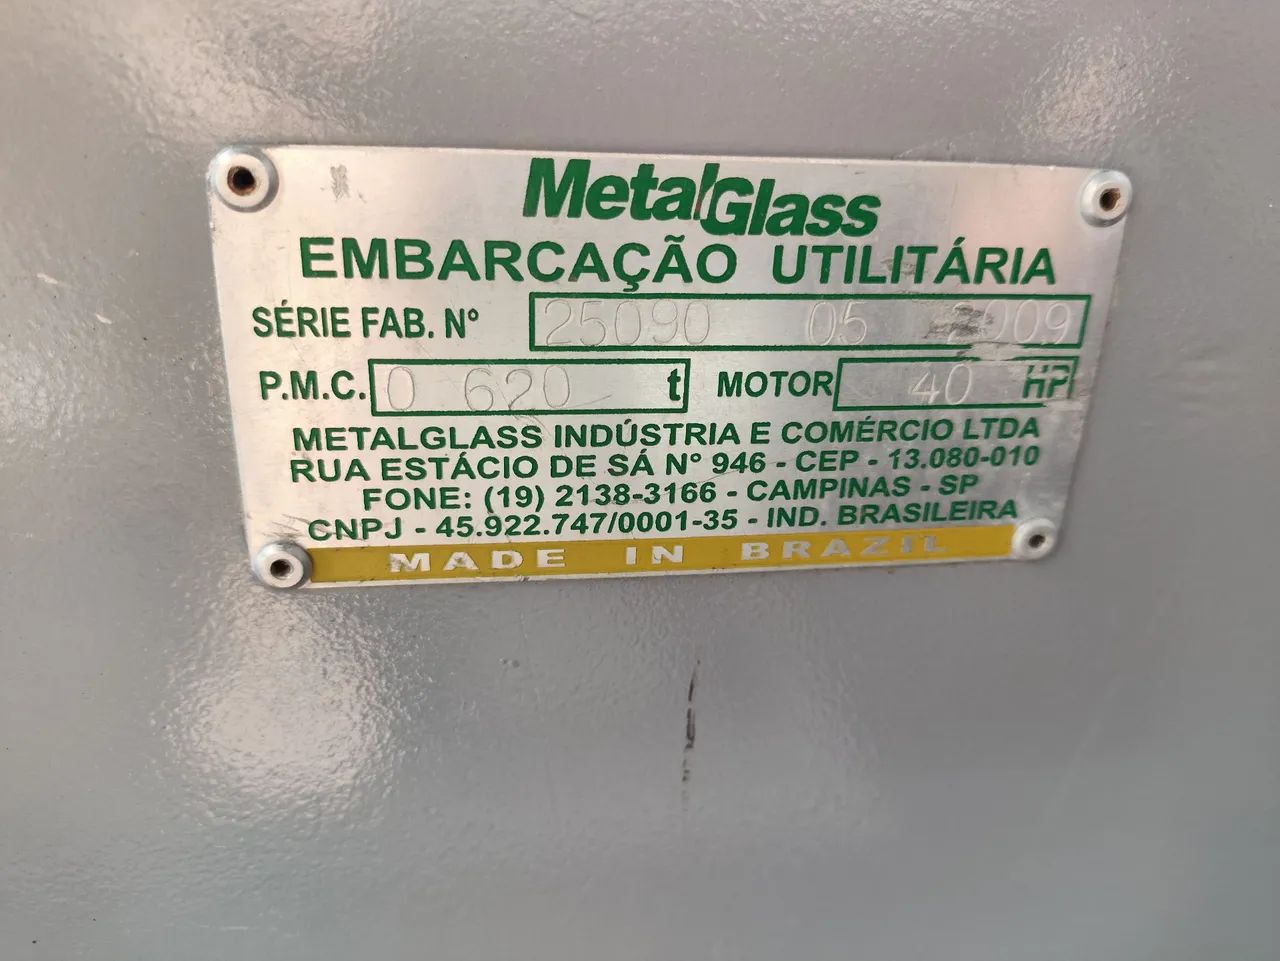 MetalGlass
EMBARCAÇÃO UTILITÁRIA
SÉRIE FAB. N° 25090 05 2009
P.M.C. 0 620 t MOTOR 40 HP
METALGLASS INDÚSTRIA E COMÉRCIO LTDA
RUA ESTÁCIO DE SÁ N° 946 - CEP - 13.080-010
FONE: (19) 2138-3166 - CAMPINAS - SP
CNPJ - 45.922.747/0001-35 - IND. BRASILEIRA
MADE IN BRAZIL